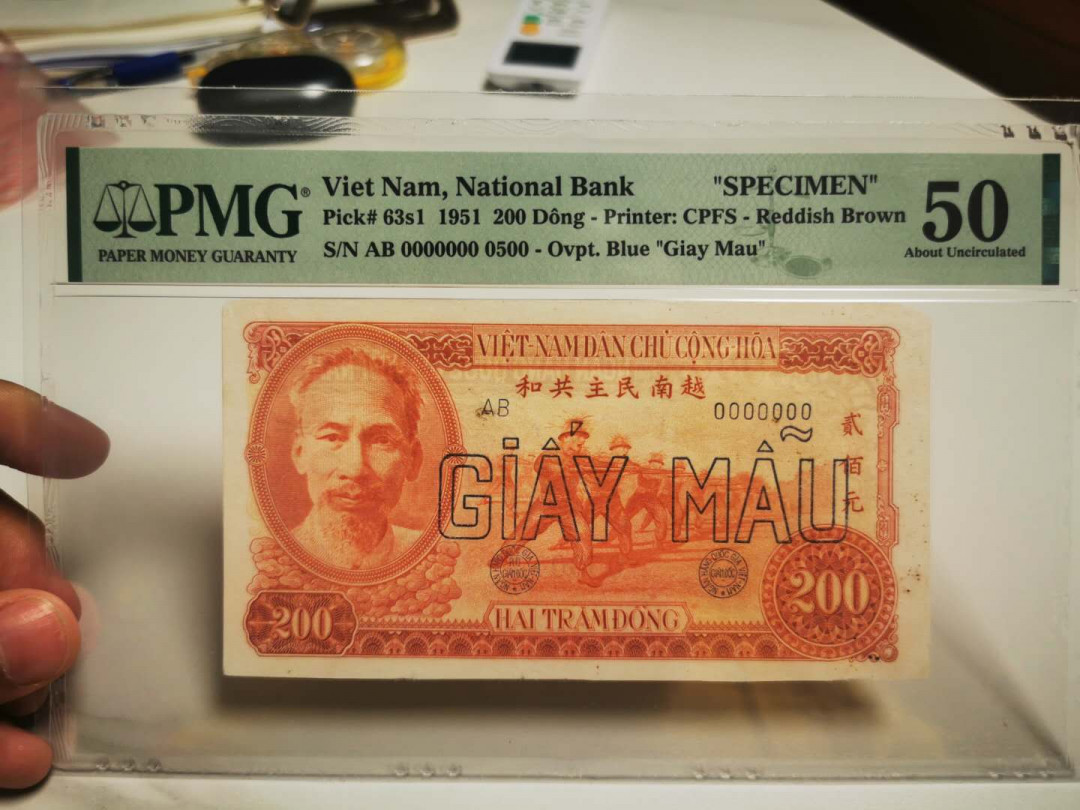 PMG®
PAPER MONEY GUARANTY
Viet Nam, National Bank "SPECIMEN"
Pick# 63s1 1951 200 Dông - Printer: CPFS - Reddish Brown
S/N AB 0000000 0500 - Ovpt. Blue "Giay Mau"
50
About Uncirculated
VIỆT-NAM DÂN CHỦ CỘNG-HÒA
和共主民南越
AB 0000000
貳佰元
GIẤY MẪU
200
HAI TRĂM ĐỒNG
200